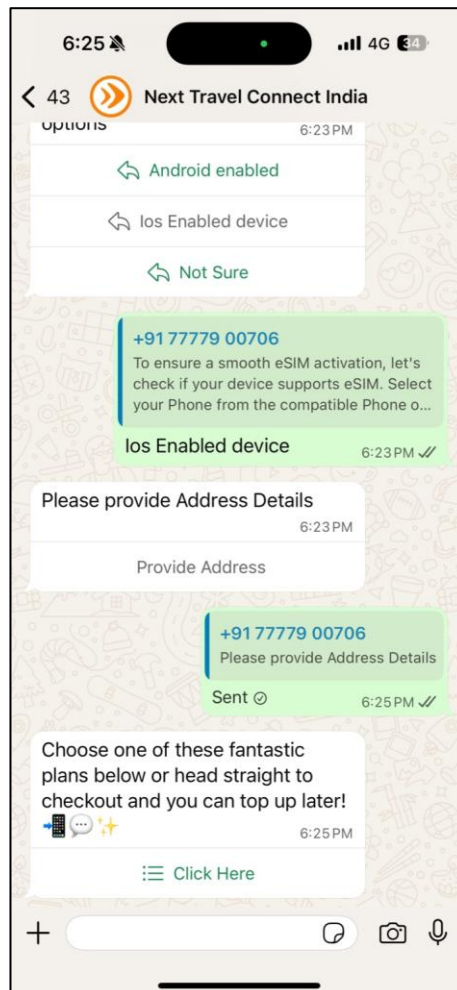 6:25
4G 34
43 Next Travel Connect India
options
6:23 PM
Android enabled
Ios Enabled device
Not Sure
+91 77779 00706
To ensure a smooth eSIM activation, let's
check if your device supports eSIM. Select
your Phone from the compatible Phone o...
Ios Enabled device
6:23 PM
Please provide Address Details
6:23 PM
Provide Address
+91 77779 00706
Please provide Address Details
Sent
6:25 PM
Choose one of these fantastic
plans below or head straight to
checkout and you can top up later!
📲💬✨
6:25 PM
Click Here